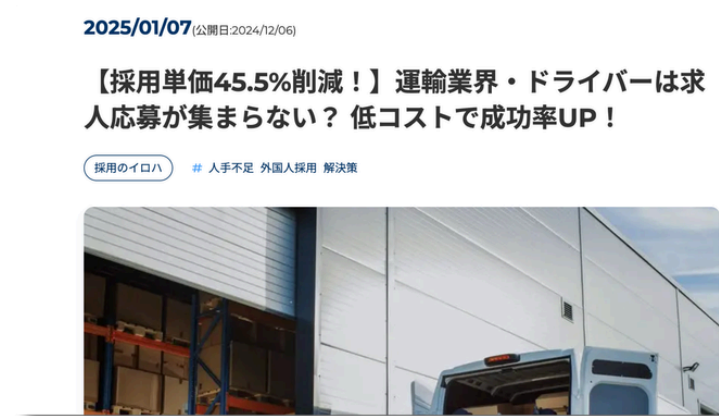 2025/01/07(公開日:2024/12/06)
【採用単価45.5%削減！】運輸業界・ドライバーは求
人応募が集まらない？ 低コストで成功率UP！
採用のイロハ # 人手不足 外国人採用 解決策